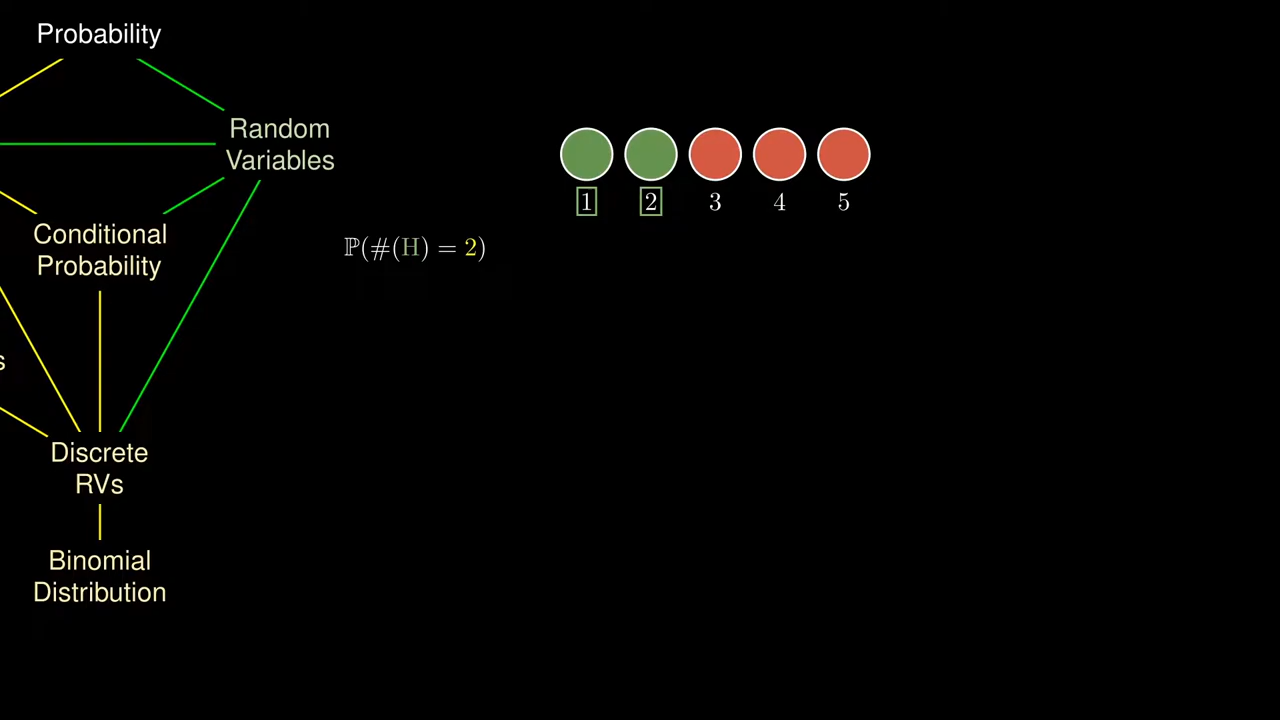 Probability
Random
Variables
1 2 3 4 5
Conditional
Probability
ℙ(#(H) = 2)
s
Discrete
RVs
Binomial
Distribution